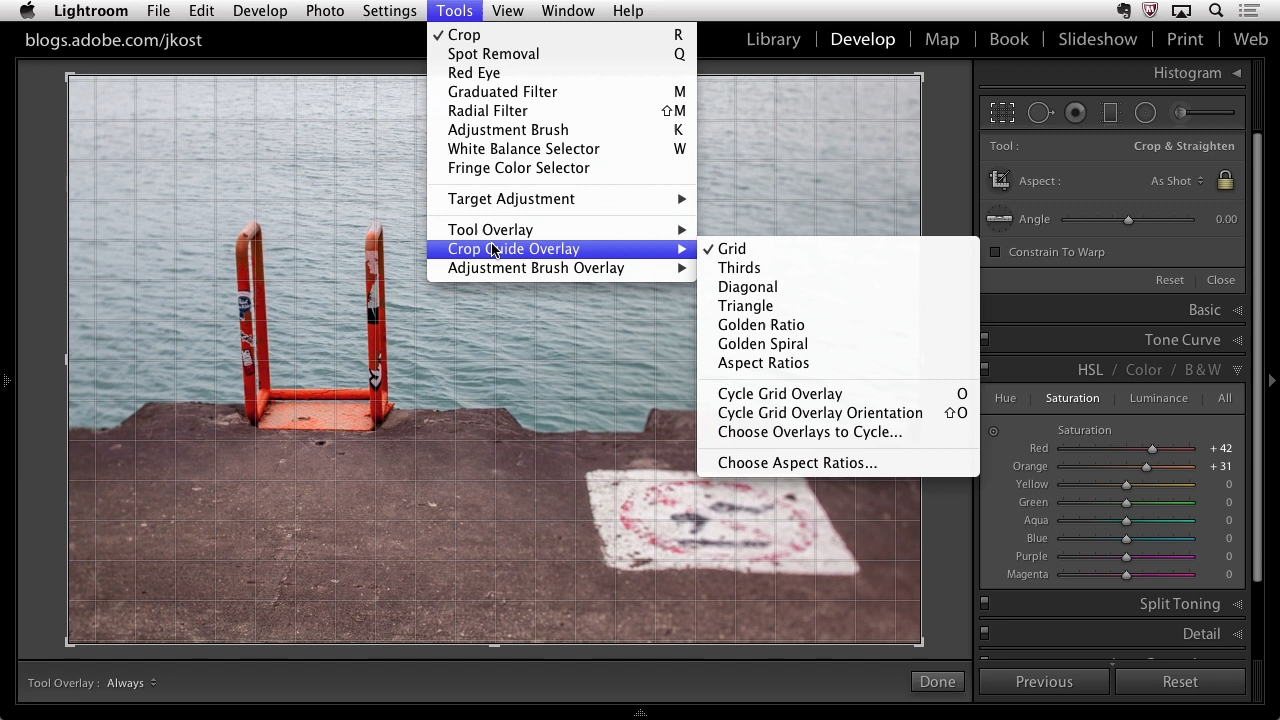 Lightroom File Edit Develop Photo Settings Tools View Window Help
blogs.adobe.com/jkost
Library | Develop | Map | Book | Slideshow | Print | Web
✓ Crop R
Spot Removal Q
Red Eye
Graduated Filter M
Radial Filter ⇧M
Adjustment Brush K
White Balance Selector W
Fringe Color Selector
Target Adjustment ▶
Tool Overlay ▶
Crop Guide Overlay ▶
Adjustment Brush Overlay ▶
✓ Grid
Thirds
Diagonal
Triangle
Golden Ratio
Golden Spiral
Aspect Ratios
Cycle Grid Overlay O
Cycle Grid Overlay Orientation ⇧O
Choose Overlays to Cycle...
Choose Aspect Ratios...
Histogram
Tool : Crop & Straighten
Aspect : As Shot
Angle 0.00
Constrain To Warp
Reset Close
Basic
Tone Curve
HSL / Color / B & W
Hue Saturation Luminance All
Saturation
Red + 42
Orange + 31
Yellow 0
Green 0
Aqua 0
Blue 0
Purple 0
Magenta 0
Split Toning
Detail
Tool Overlay : Always
Done
Previous Reset